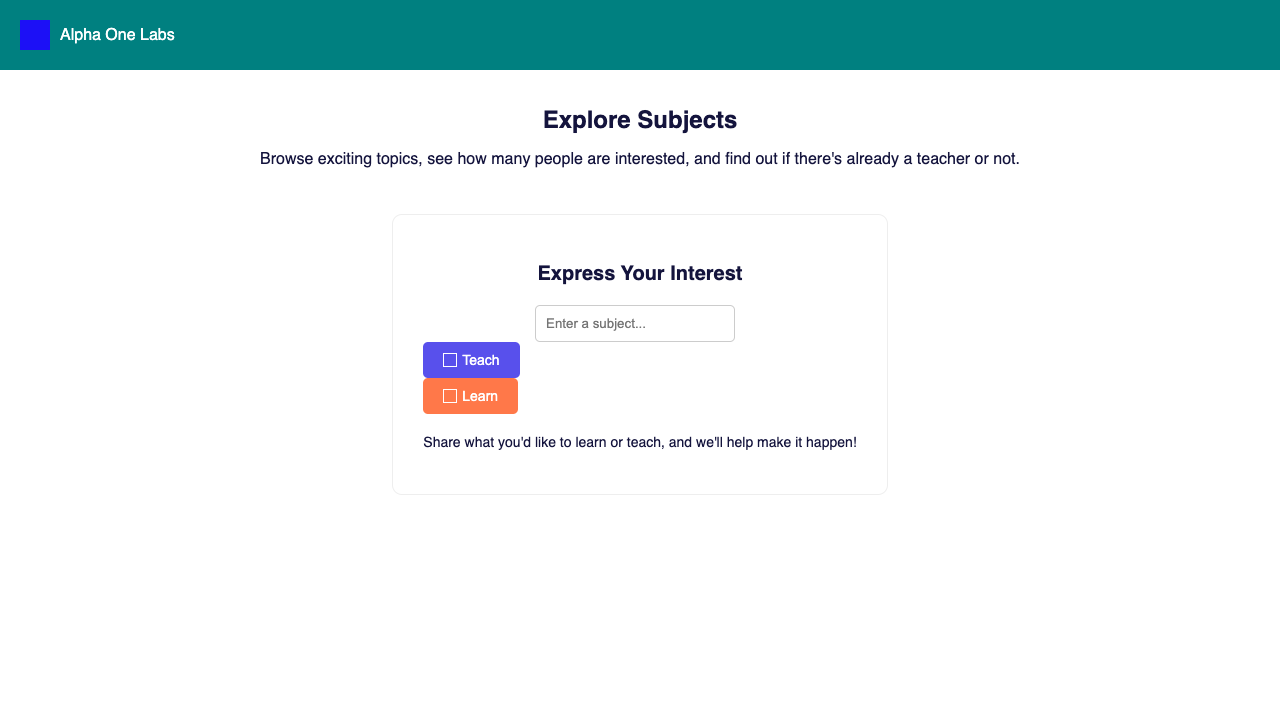 Alpha One Labs
Explore Subjects
Browse exciting topics, see how many people are interested, and find out if there's already a teacher or not.
Express Your Interest
Enter a subject...
Teach
Learn
Share what you'd like to learn or teach, and we'll help make it happen!